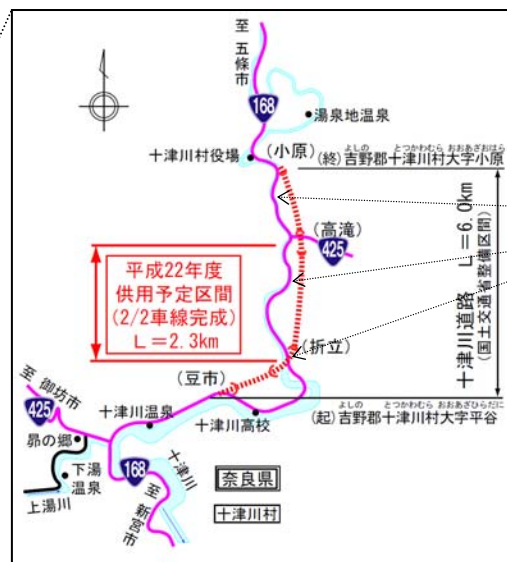 至 五條市
168
湯泉地温泉
十津川村役場
(小原)
よしの とつかわむら おおあざおはら
(終)吉野郡十津川村大字小原
(高滝)
425
平成22年度
供用予定区間
(2/2車線完成)
L=2.3km
十津川道路 L=6.0km
(国土交通省整備区間)
(折立)
(豆市)
よしの とつかわむら おおあざひらだに
(起)吉野郡十津川村大字平谷
至 御坊市
425
十津川温泉
十津川高校
昴の郷
168
十津川
下湯
温泉
上湯川
至 新宮市
奈良県
十津川村